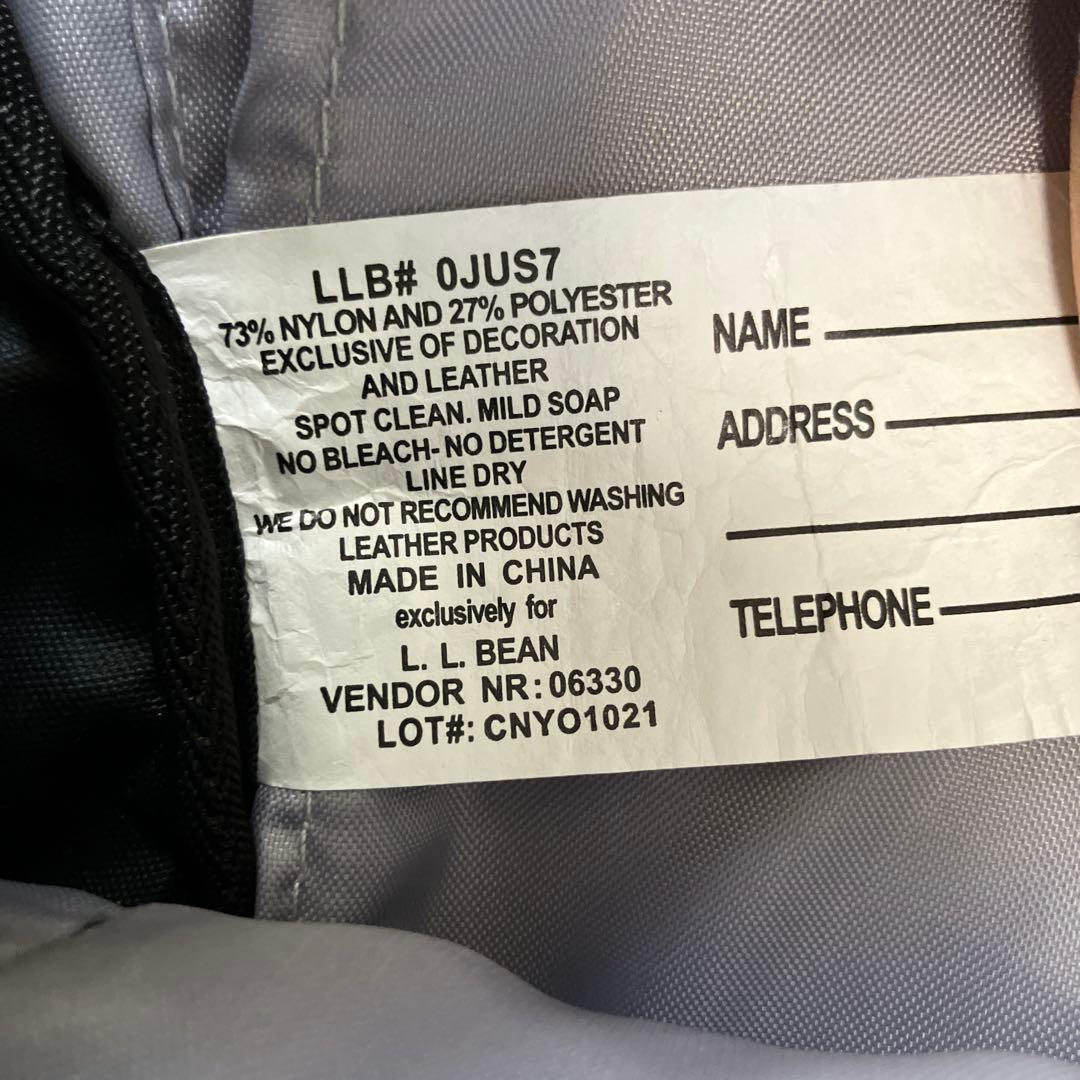 LLB# 0JUS7
73% NYLON AND 27% POLYESTER
EXCLUSIVE OF DECORATION
AND LEATHER
SPOT CLEAN. MILD SOAP
NO BLEACH- NO DETERGENT
LINE DRY
WE DO NOT RECOMMEND WASHING
LEATHER PRODUCTS
MADE IN CHINA
exclusively for
L. L. BEAN
VENDOR NR: 06330
LOT#: CNYO1021
NAME
ADDRESS
TELEPHONE